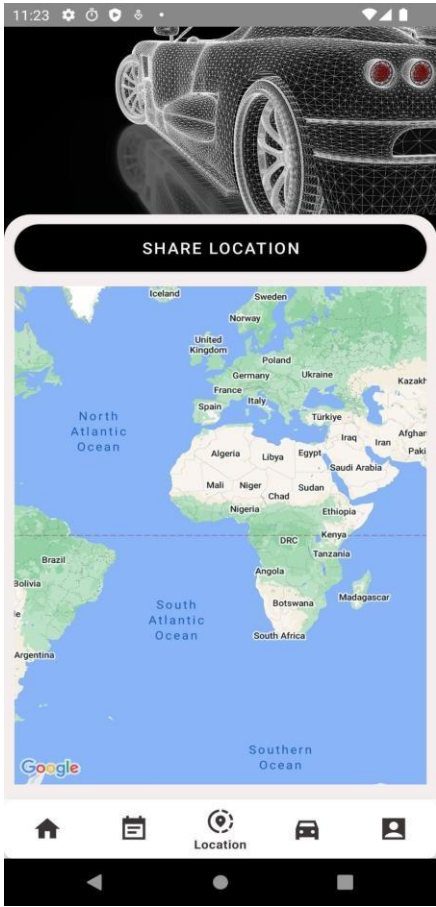 11:23
SHARE LOCATION
Iceland
Sweden
Norway
United
Kingdom
Poland
Germany
Ukraine
France
Kazakh
Italy
Spain
Türkiye
North
Atlantic
Ocean
Iraq
Iran
Afghan
Paki
Algeria
Libya
Egypt
Saudi Arabia
Mali
Niger
Chad
Sudan
Nigeria
Ethiopia
DRC
Kenya
Tanzania
Brazil
Bolivia
Angola
Botswana
Madagascar
South
Atlantic
Ocean
le
South Africa
Argentina
Southern
Ocean
Google
Location